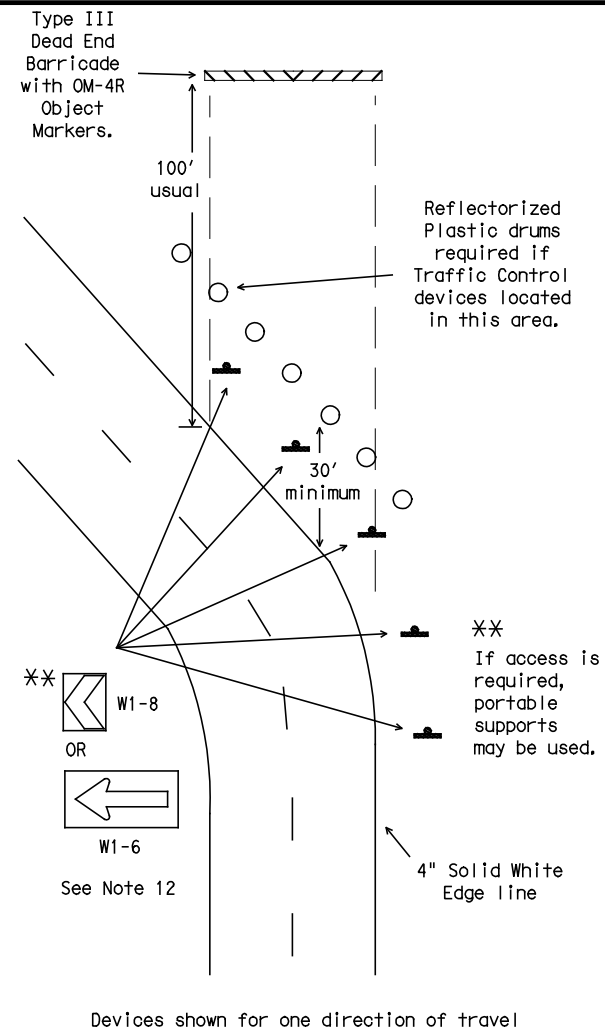 Type III
Dead End
Barricade
with OM-4R
Object
Markers.
100'
usual
Reflectorized
Plastic drums
required if
Traffic Control
devices located
in this area.
30'
minimum
**
If access is
required,
portable
supports
may be used.
**
W1-8
OR
W1-6
See Note 12
4" Solid White
Edge line
Devices shown for one direction of travel